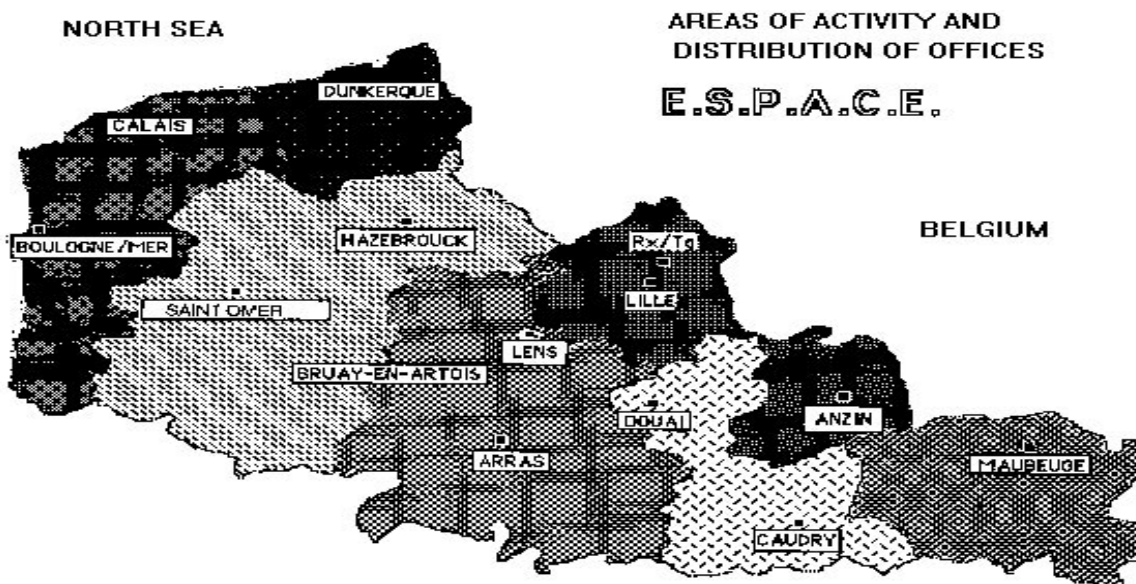 NORTH SEA
AREAS OF ACTIVITY AND
DISTRIBUTION OF OFFICES
E.S.P.A.C.E.
DUNKERQUE
CALAIS
BELGIUM
BOULOGNE/MER
HAZEBROUCK
Rx/Tg
LILLE
SAINT OMER
LENS
BRUAY-EN-ARTOIS
DOUAI
ANZIN
ARRAS
MAUBEUGE
CAUDRY